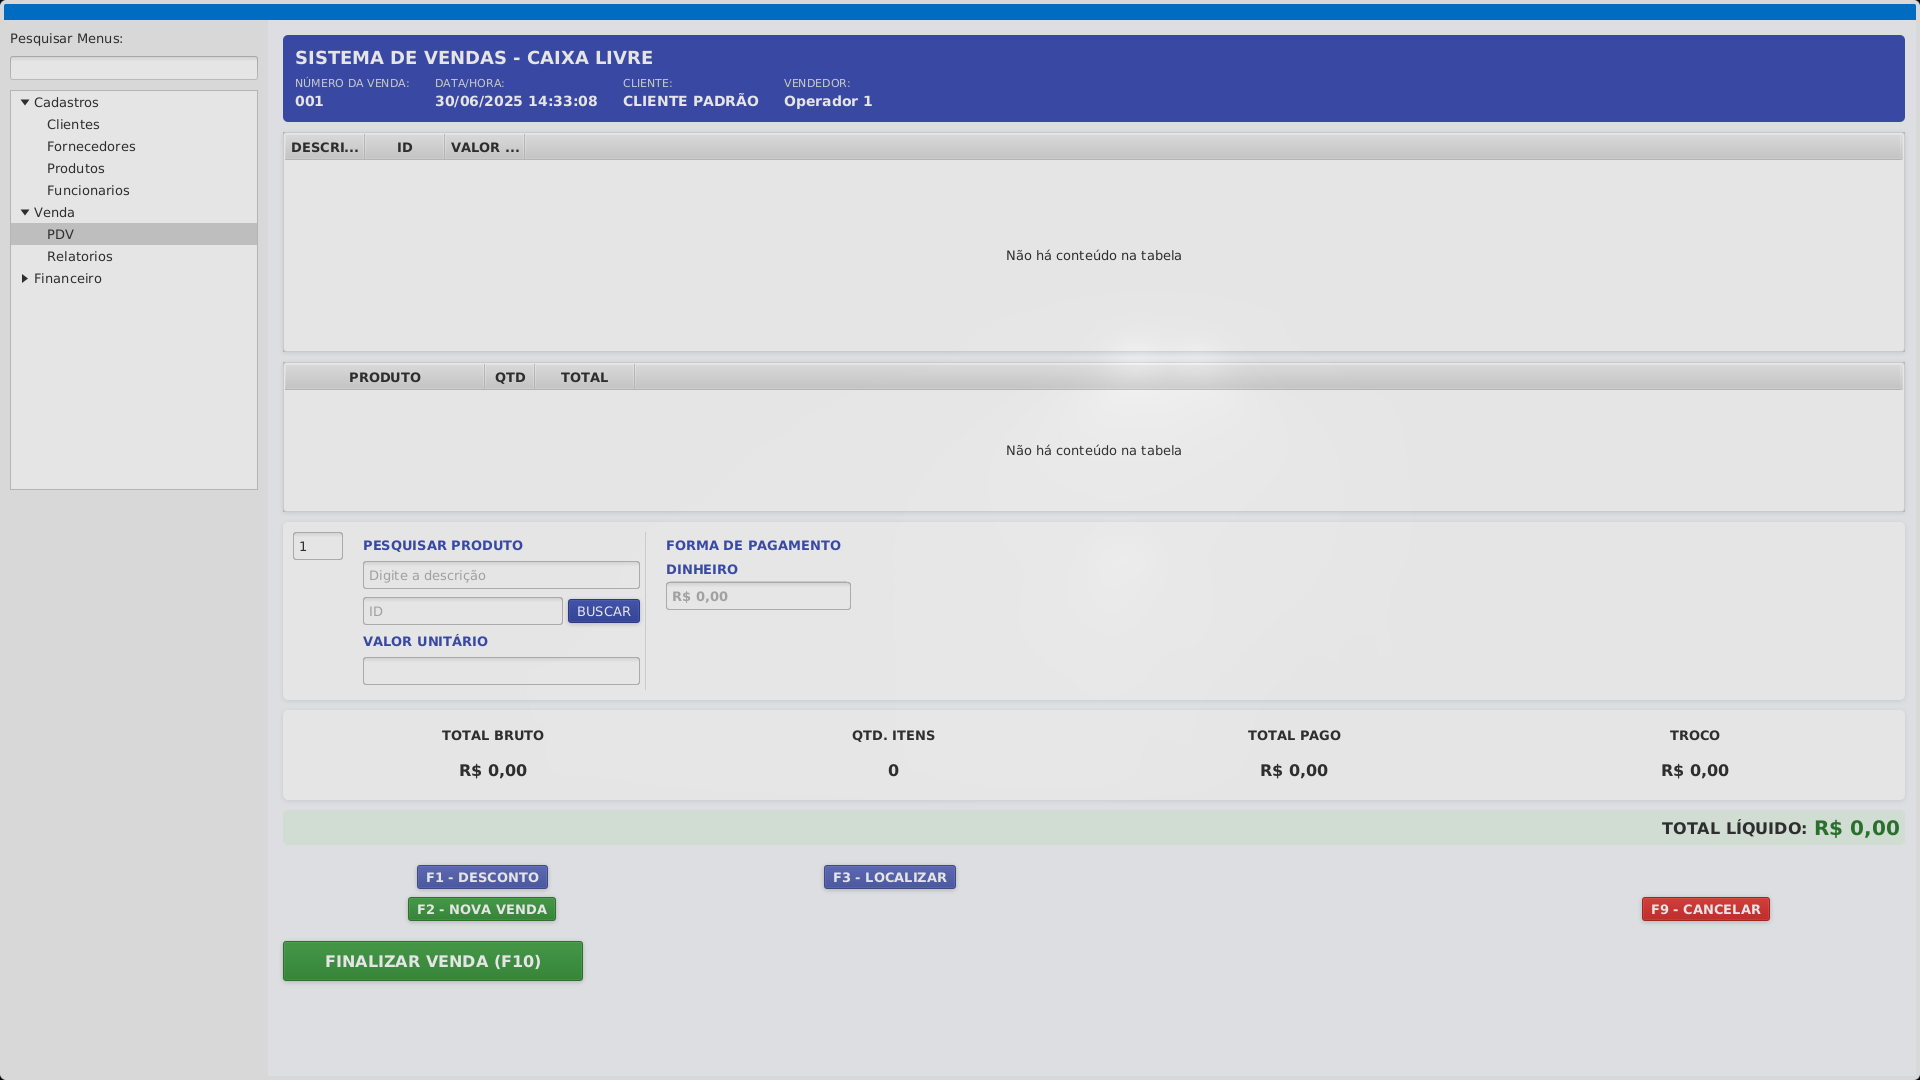 Pesquisar Menus:
Cadastros
Clientes
Fornecedores
Produtos
Funcionarios
Venda
PDV
Relatorios
Financeiro
SISTEMA DE VENDAS - CAIXA LIVRE
NÚMERO DA VENDA: DATA/HORA: CLIENTE: VENDEDOR:
001 30/06/2025 14:33:08 CLIENTE PADRÃO Operador 1
DESCRI... ID VALOR ...
Não há conteúdo na tabela
PRODUTO QTD TOTAL
Não há conteúdo na tabela
1
PESQUISAR PRODUTO
Digite a descrição
ID BUSCAR
VALOR UNITÁRIO
FORMA DE PAGAMENTO
DINHEIRO
R$ 0,00
TOTAL BRUTO QTD. ITENS TOTAL PAGO TROCO
R$ 0,00 0 R$ 0,00 R$ 0,00
TOTAL LÍQUIDO: R$ 0,00
F1 - DESCONTO F3 - LOCALIZAR
F2 - NOVA VENDA F9 - CANCELAR
FINALIZAR VENDA (F10)